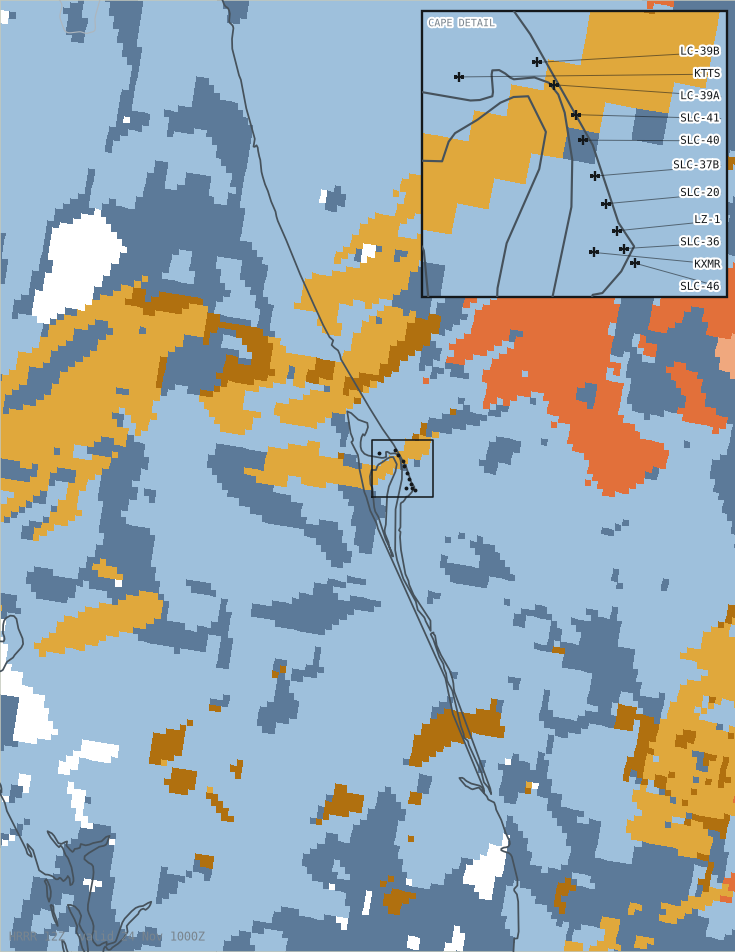 CAPE DETAIL
LC-39B
KTTS
LC-39A
SLC-41
SLC-40
SLC-37B
SLC-20
LZ-1
SLC-36
KXMR
SLC-46
12Z
1000Z